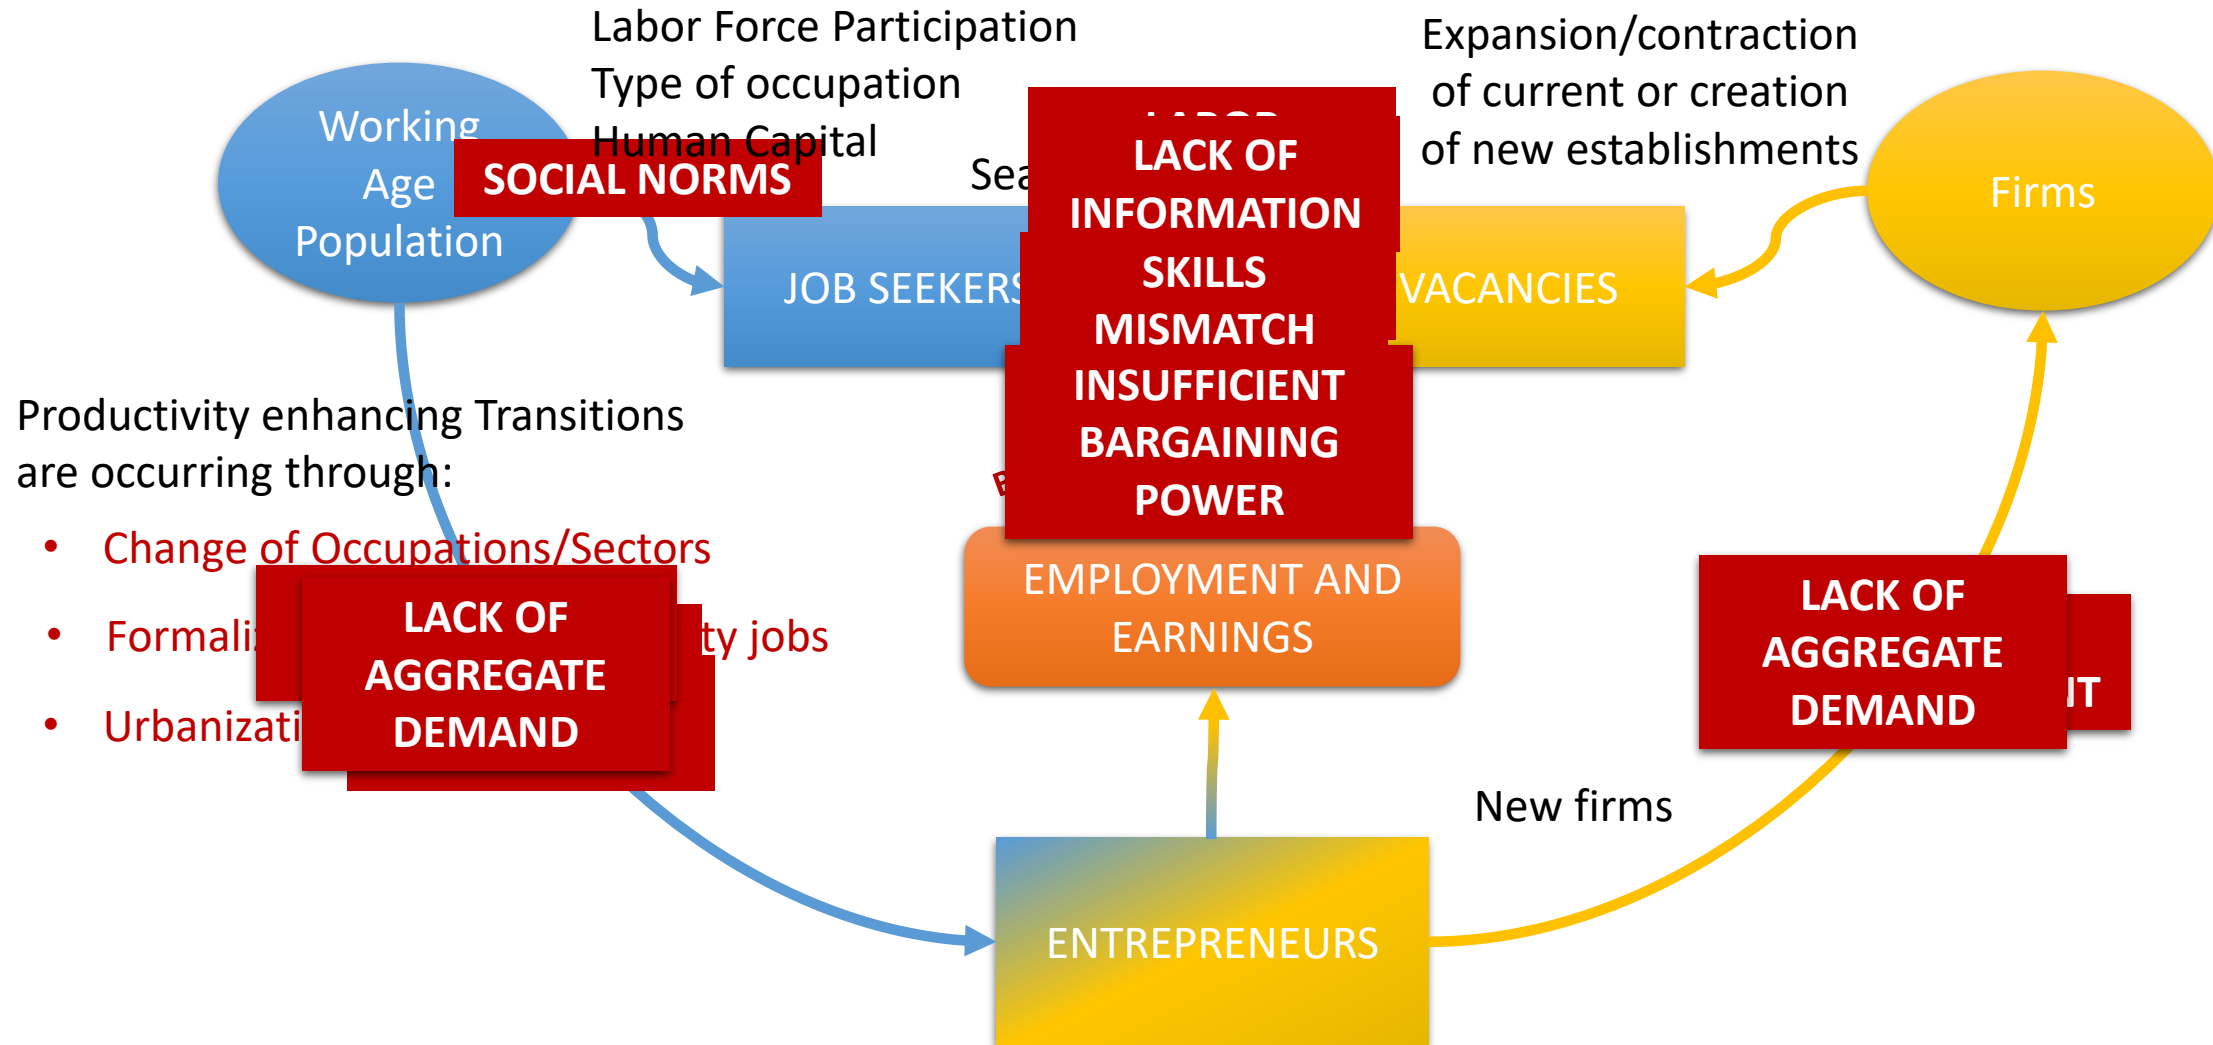 Labor Force Participation
Type of occupation
Human Capital
Expansion/contraction
of current or creation
of new establishments
Working
Age
Population
SOCIAL NORMS
LACK OF
INFORMATION
SKILLS
MISMATCH
INSUFFICIENT
BARGAINING
POWER
Firms
JOB SEEKERS
VACANCIES
Productivity enhancing Transitions
are occurring through:
• Change of Occupations/Sectors
• jobs
•
LACK OF
AGGREGATE
DEMAND
EMPLOYMENT AND
EARNINGS
LACK OF
AGGREGATE
DEMAND
New firms
ENTREPRENEURS